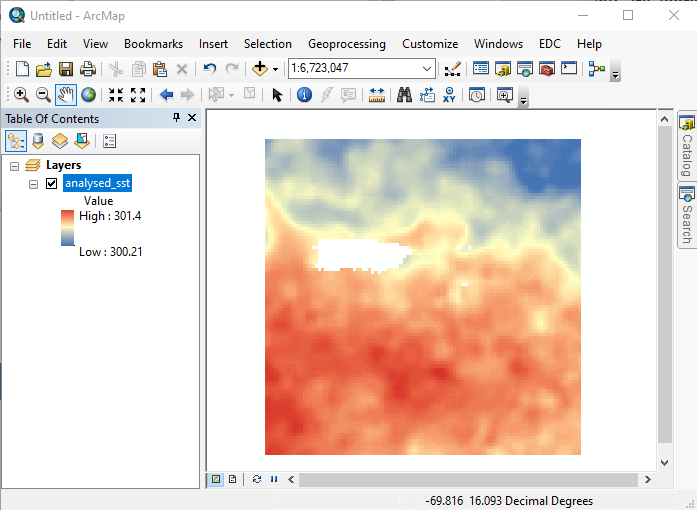 Untitled - ArcMap
File Edit View Bookmarks Insert Selection Geoprocessing Customize Windows EDC Help
1:6,723,047
XY
Table Of Contents
Layers
analysed_sst
Value
High : 301.4
Low : 300.21
Catalog
Search
-69.816 16.093 Decimal Degrees